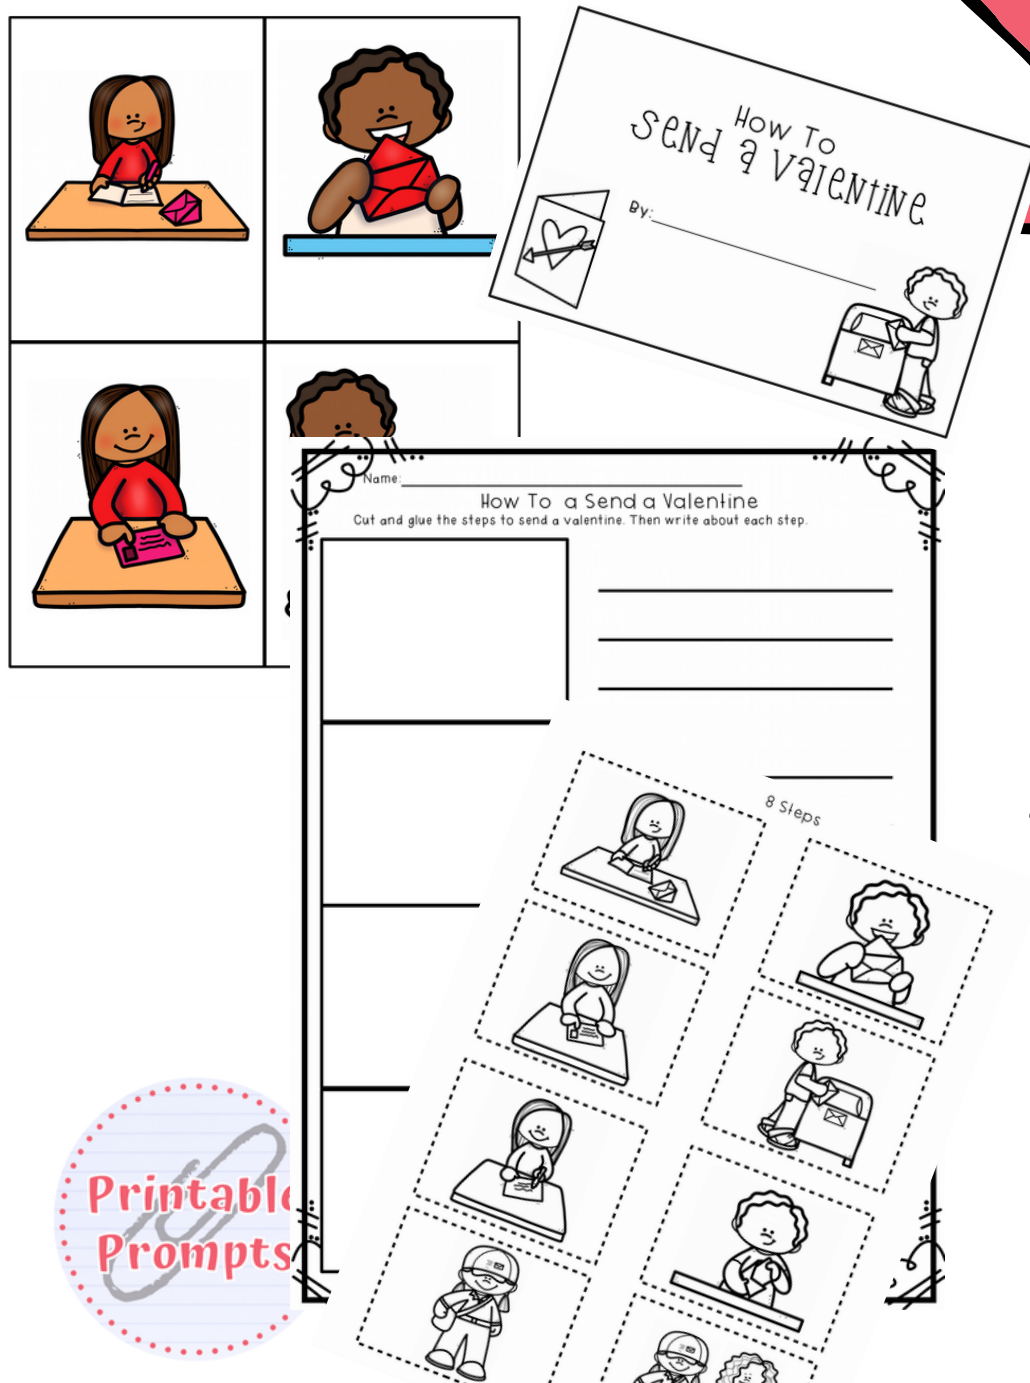 How To
Send a Valentine
By:
Name:
How To a Send a Valentine
Cut and glue the steps to send a valentine. Then write about each step.
8 Steps
Printable
Prompts